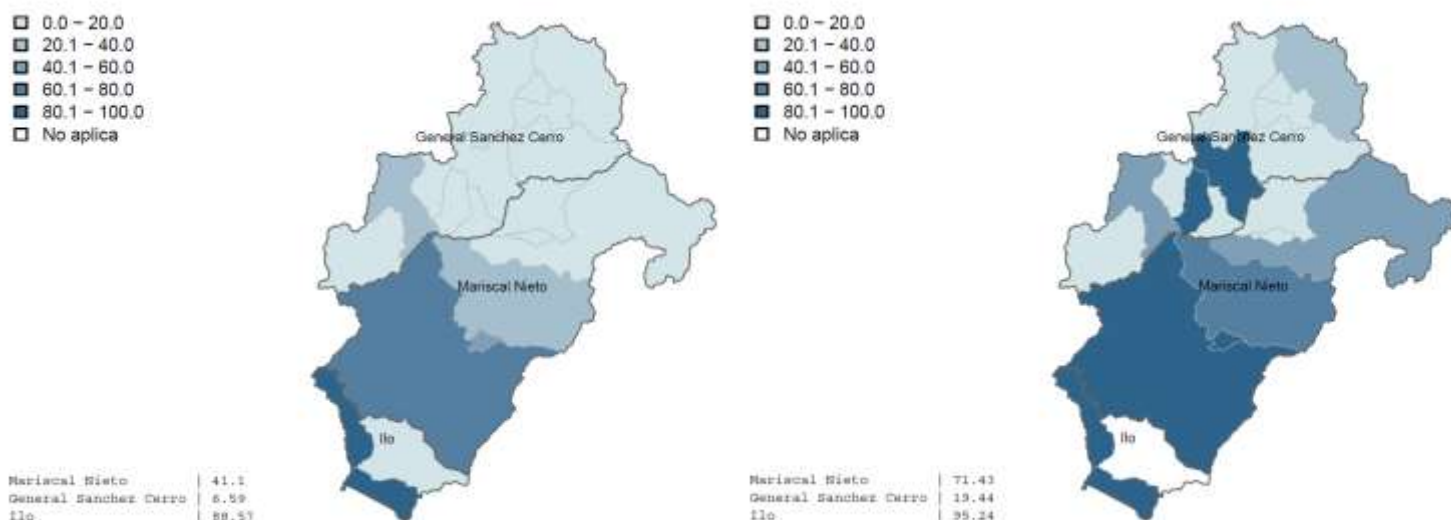 0.0 – 20.0
20.1 – 40.0
40.1 – 60.0
60.1 – 80.0
80.1 – 100.0
No aplica
General Sanchez Cerro
Mariscal Nieto
Ilo
Mariscal Nieto | 41.1
General Sanchez Cerro | 6.59
Ilo | 88.57
0.0 – 20.0
20.1 – 40.0
40.1 – 60.0
60.1 – 80.0
80.1 – 100.0
No aplica
General Sanchez Cerro
Mariscal Nieto
Ilo
Mariscal Nieto | 71.43
General Sanchez Cerro | 19.44
Ilo | 95.24